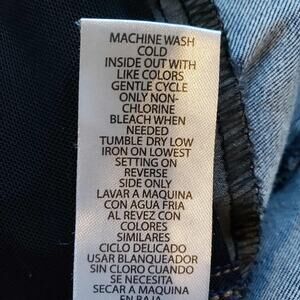 MACHINE WASH
COLD
INSIDE OUT WITH
LIKE COLORS
GENTLE CYCLE
ONLY NON-
CHLORINE
BLEACH WHEN
NEEDED
TUMBLE DRY LOW
IRON ON LOWEST
SETTING ON
REVERSE
SIDE ONLY
LAVAR A MAQUINA
CON AGUA FRIA
AL REVEZ CON
COLORES
SIMILARES
CICLO DELICADO
USAR BLANQUEADOR
SIN CLORO CUANDO
SE NECESITA
SECAR A MAQUINA
EN BAJA